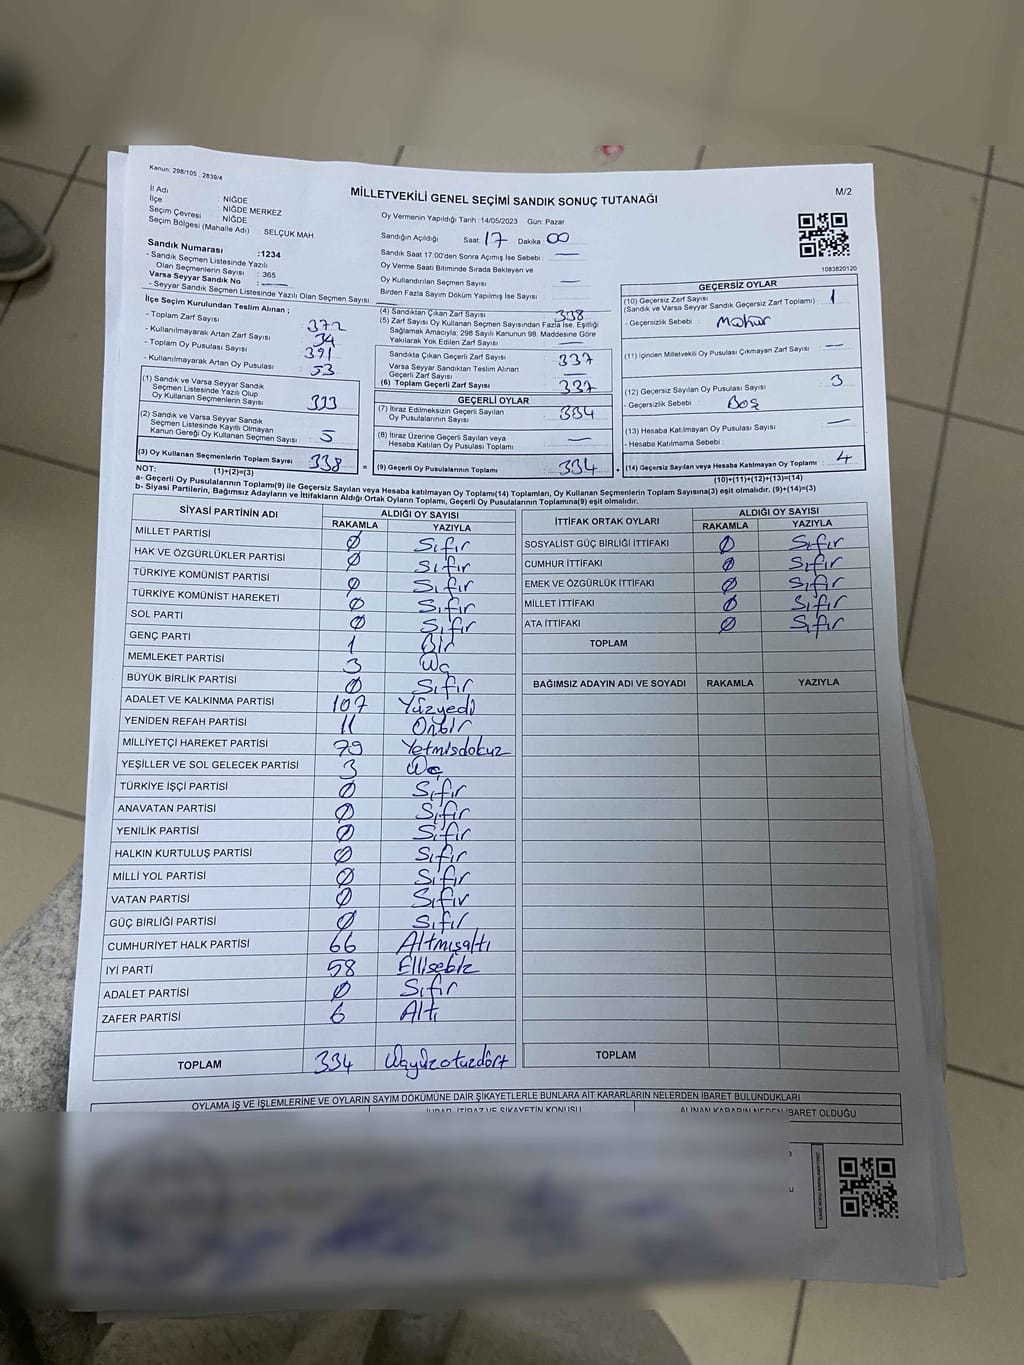 Kanun: 298/105 , 2839/4
MİLLETVEKİLİ GENEL SEÇİMİ SANDIK SONUÇ TUTANAĞI
M/2
İl Adı : NİĞDE
İlçe : NİĞDE MERKEZ
Seçim Çevresi : NİĞDE
Seçim Bölgesi (Mahalle Adı) : SELÇUK MAH
Sandık Numarası :1234
- Sandık Seçmen Listesinde Yazılı
Olan Seçmenlerin Sayısı : 365
Varsa Seyyar Sandık No :
- Seyyar Sandık Seçmen Listesinde Yazılı Olan Seçmen Sayısı:
İlçe Seçim Kurulundan Teslim Alınan ;
- Toplam Zarf Sayısı : 372
- Kullanılmayarak Artan Zarf Sayısı : 34
- Toplam Oy Pusulası Sayısı : 391
- Kullanılmayarak Artan Oy Pusulası : 53
(1) Sandık ve Varsa Seyyar Sandık
Seçmen Listesinde Yazılı Olup
Oy Kullanan Seçmenlerin Sayısı : 333
(2) Sandık ve Varsa Seyyar Sandık
Seçmen Listesinde Kayıtlı Olmayan
Kanun Gereği Oy Kullanan Seçmen Sayısı : 5
(3) Oy Kullanan Seçmenlerin Toplam Sayısı : 338
(1)+(2)=(3)
Oy Vermenin Yapıldığı Tarih :14/05/2023 Gün: Pazar
Sandığın Açıldığı Saat: 17 Dakika : 00
Sandık Saat 17.00'den Sonra Açımış İse Sebebi : —
Oy Verme Saati Bitiminde Sırada Bekleyen ve
Oy Kullandırılan Seçmen Sayısı : —
Birden Fazla Sayım Döküm Yapılmış İse Sayısı :
(4) Sandıktan Çıkan Zarf Sayısı : 338
(5) Zarf Sayısı Oy Kullanan Seçmen Sayısından Fazla İse, Eşitliği
Sağlamak Amacıyla; 298 Sayılı Kanunun 98. Maddesine Göre
Yakılarak Yok Edilen Zarf Sayısı : —
Sandıkta Çıkan Geçerli Zarf Sayısı : 337
Varsa Seyyar Sandıktan Teslim Alınan
Geçerli Zarf Sayısı : —
(6) Toplam Geçerli Zarf Sayısı : 337
GEÇERLİ OYLAR
(7) İtiraz Edilmeksizin Geçerli Sayılan
Oy Pusulalarının Sayısı : 334
(8) İtiraz Üzerine Geçerli Sayılan veya
Hesaba Katılan Oy Pusulası Toplamı : —
= (9) Geçerli Oy Pusulalarının Toplamı : 334
1083820120
GEÇERSİZ OYLAR
(10) Geçersiz Zarf Sayısı : 1
(Sandık ve Varsa Seyyar Sandık Geçersiz Zarf Toplamı)
- Geçersizlik Sebebi : Mühür
(11) İçinden Milletvekili Oy Pusulası Çıkmayan Zarf Sayısı : —
(12) Geçersiz Sayılan Oy Pusulası Sayısı : 3
- Geçersizlik Sebebi : Boş
(13) Hesaba Katılmayan Oy Pusulası Sayısı : —
- Hesaba Katılmama Sebebi :
+ (14) Geçersiz Sayılan veya Hesaba Katılmayan Oy Toplamı : 4
(10)+(11)+(12)+(13)=(14)
NOT:
a- Geçerli Oy Pusulalarının Toplamı(9) ile Geçersiz Sayılan veya Hesaba katılmayan Oy Toplamı(14) Toplamları, Oy Kullanan Seçmenlerin Toplam Sayısına(3) eşit olmalıdır. (9)+(14)=(3)
b- Siyasi Partilerin, Bağımsız Adayların ve İttifakların Aldığı Ortak Oyların Toplamı, Geçerli Oy Pusulalarının Toplamına(9) eşit olmalıdır.
SİYASİ PARTİNİN ADI ALDIĞI OY SAYISI
RAKAMLA YAZIYLA
MİLLET PARTİSİ 0 Sıfır
HAK VE ÖZGÜRLÜKLER PARTİSİ 0 Sıfır
TÜRKİYE KOMÜNİST PARTİSİ 0 Sıfır
TÜRKİYE KOMÜNİST HAREKETİ 0 Sıfır
SOL PARTİ 0 Sıfır
GENÇ PARTİ 1 Bir
MEMLEKET PARTİSİ 3 Üç
BÜYÜK BİRLİK PARTİSİ 0 Sıfır
ADALET VE KALKINMA PARTİSİ 107 Yüzyedi
YENİDEN REFAH PARTİSİ 11 Onbir
MİLLİYETÇİ HAREKET PARTİSİ 79 Yetmisdokuz
YEŞİLLER VE SOL GELECEK PARTİSİ 3 Üç
TÜRKİYE İŞÇİ PARTİSİ 0 Sıfır
ANAVATAN PARTİSİ 0 Sıfır
YENİLİK PARTİSİ 0 Sıfır
HALKIN KURTULUŞ PARTİSİ 0 Sıfır
MİLLİ YOL PARTİSİ 0 Sıfır
VATAN PARTİSİ 0 Sıfır
GÜÇ BİRLİĞİ PARTİSİ 0 Sıfır
CUMHURİYET HALK PARTİSİ 66 Altmışaltı
İYİ PARTİ 58 Ellisekiz
ADALET PARTİSİ 0 Sıfır
ZAFER PARTİSİ 6 Altı
TOPLAM 334 Üçyüzotuzdört
İTTİFAK ORTAK OYLARI ALDIĞI OY SAYISI
RAKAMLA YAZIYLA
SOSYALİST GÜÇ BİRLİĞİ İTTİFAKI 0 Sıfır
CUMHUR İTTİFAKI 0 Sıfır
EMEK VE ÖZGÜRLÜK İTTİFAKI 0 Sıfır
MİLLET İTTİFAKI 0 Sıfır
ATA İTTİFAKI 0 Sıfır
TOPLAM
BAĞIMSIZ ADAYIN ADI VE SOYADI RAKAMLA YAZIYLA
TOPLAM
OYLAMA İŞ VE İŞLEMLERİNE VE OYLARIN SAYIM DÖKÜMÜNE DAİR ŞİKAYETLERLE BUNLARA AİT KARARLARIN NELERDEN İBARET BULUNDUKLARI
İHBAR, İTİRAZ VE ŞİKAYETİN KONUSU ALINAN KARARIN NEDEN İBARET OLDUĞU